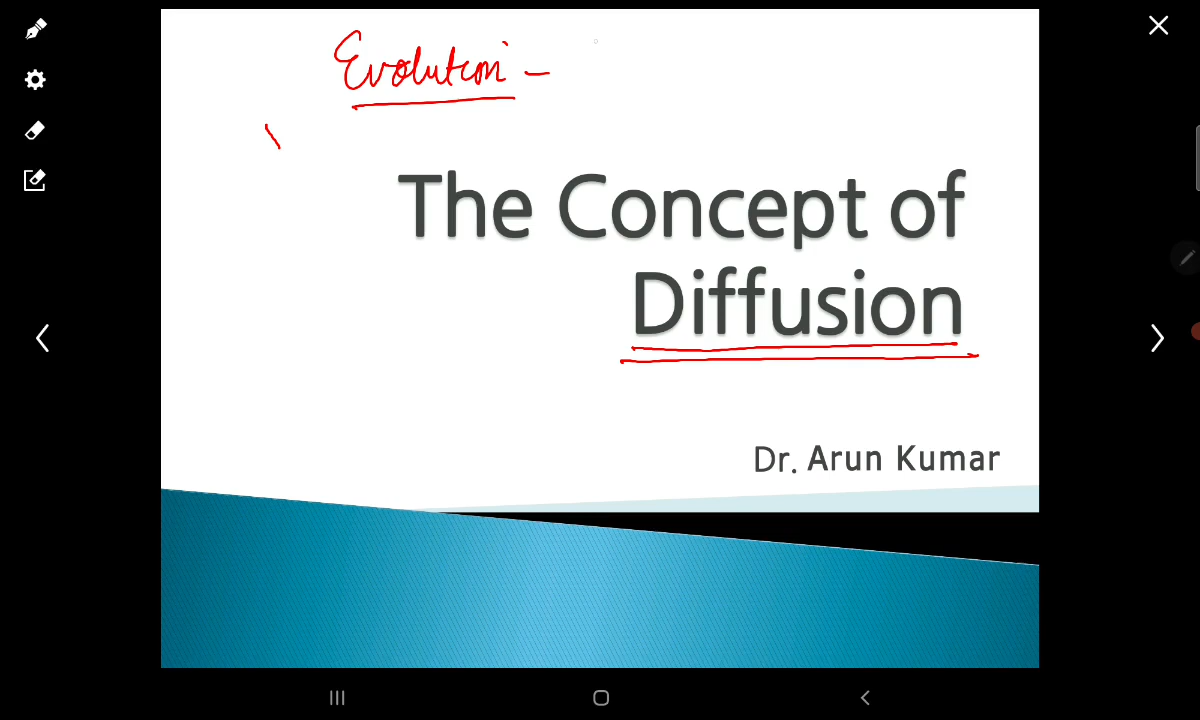 Evolution -
The Concept of
Diffusion
Dr. Arun Kumar